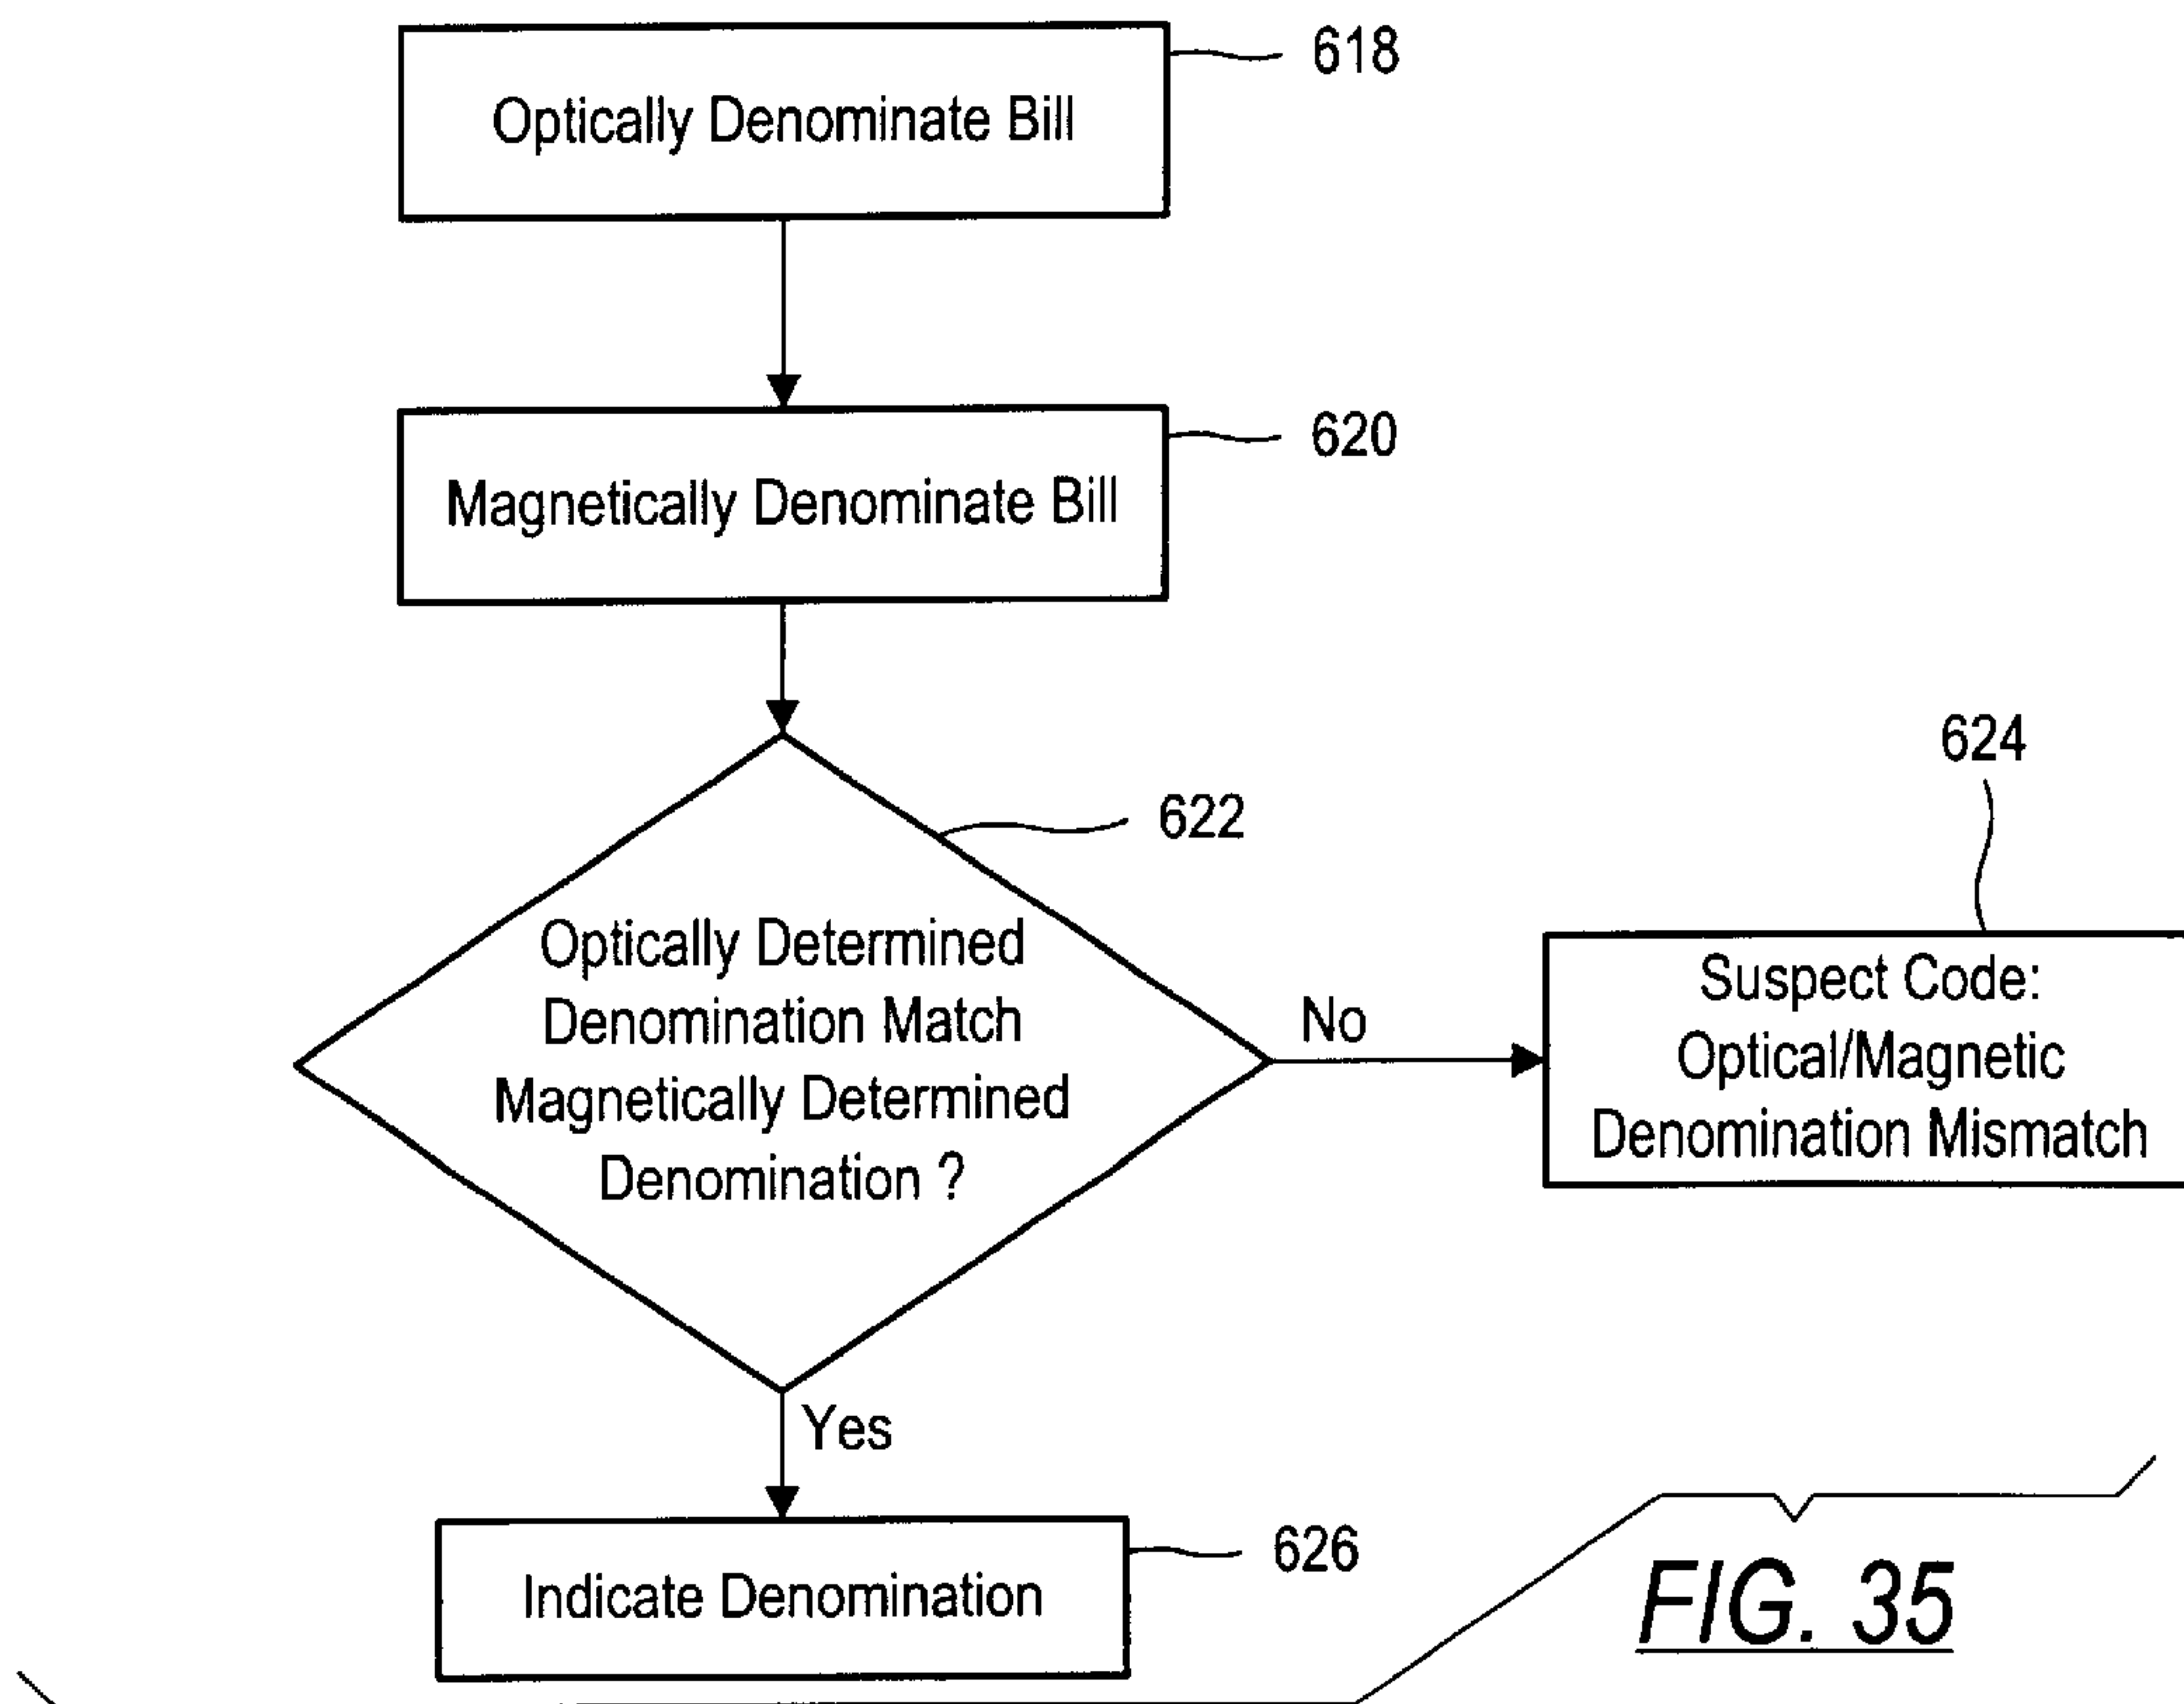 618
Optically Denominate Bill
620
Magnetically Denominate Bill
622
Optically Determined
Denomination Match
Magnetically Determined
Denomination ?
No
624
Suspect Code:
Optical/Magnetic
Denomination Mismatch
Yes
626
Indicate Denomination
FIG. 35